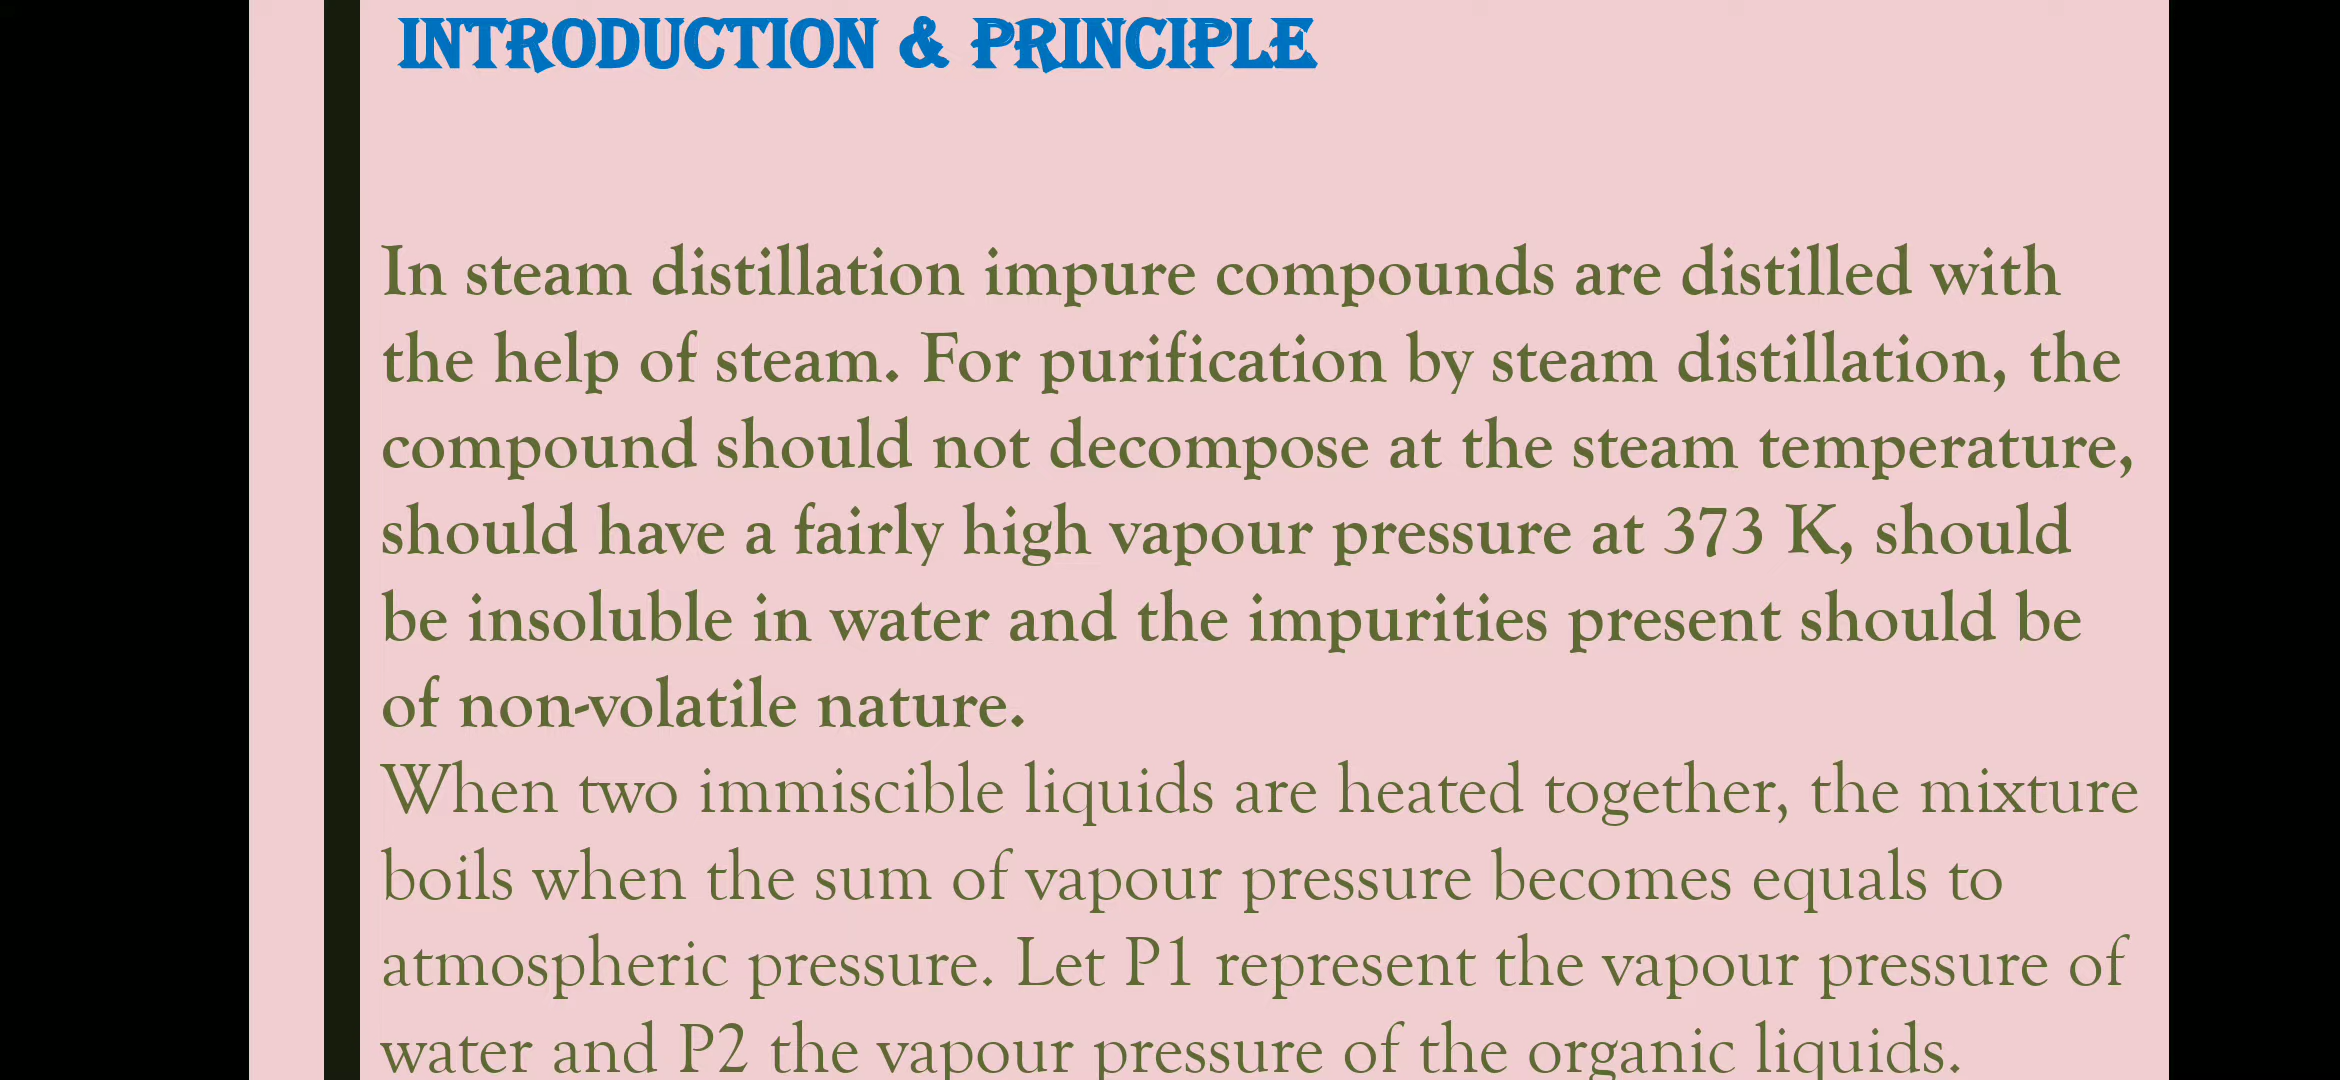 INTRODUCTION & PRINCIPLE
In steam distillation impure compounds are distilled with
the help of steam. For purification by steam distillation, the
compound should not decompose at the steam temperature,
should have a fairly high vapour pressure at 373 K, should
be insoluble in water and the impurities present should be
of non-volatile nature.
When two immiscible liquids are heated together, the mixture
boils when the sum of vapour pressure becomes equals to
atmospheric pressure. Let P1 represent the vapour pressure of
water and P2 the vapour pressure of the organic liquids.